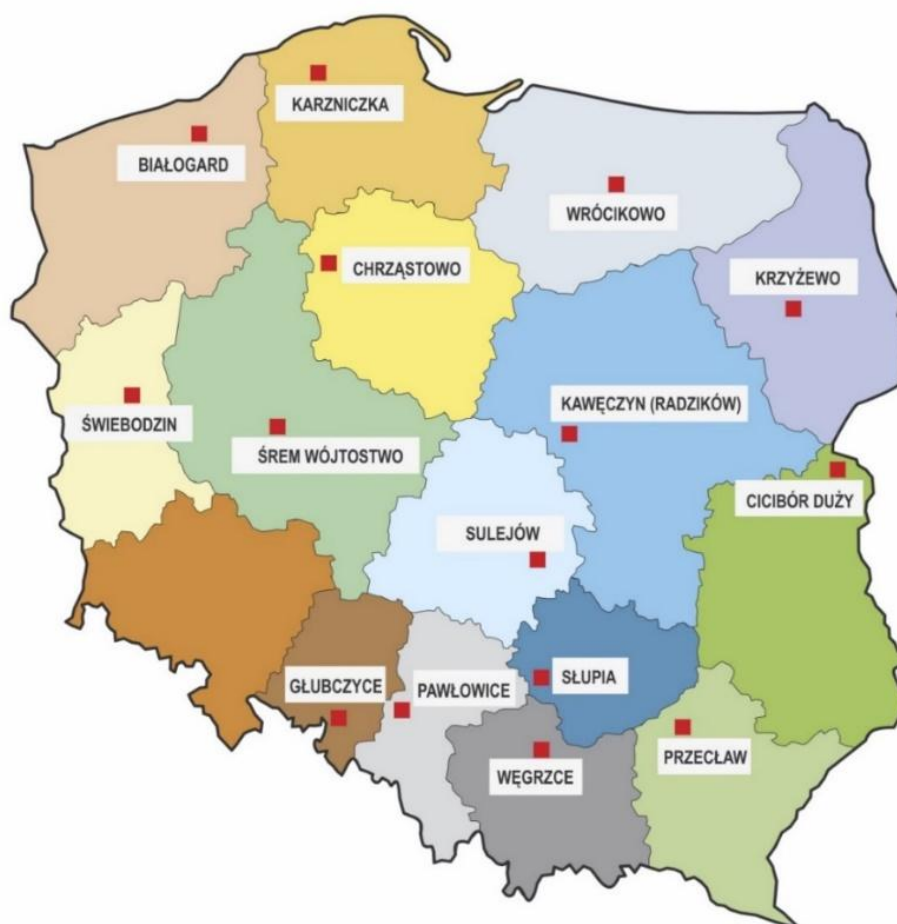 KARZNICZKA
BIAŁOGARD
WRÓCIKOWO
CHRZĄSTOWO
KRZYŻEWO
KAWĘCZYN (RADZIKÓW)
ŚWIEBODZIN
ŚREM WÓJTOSTWO
CICIBÓR DUŻY
SULEJÓW
SŁUPIA
GŁUBCZYCE
PAWŁOWICE
PRZECŁAW
WĘGRZCE